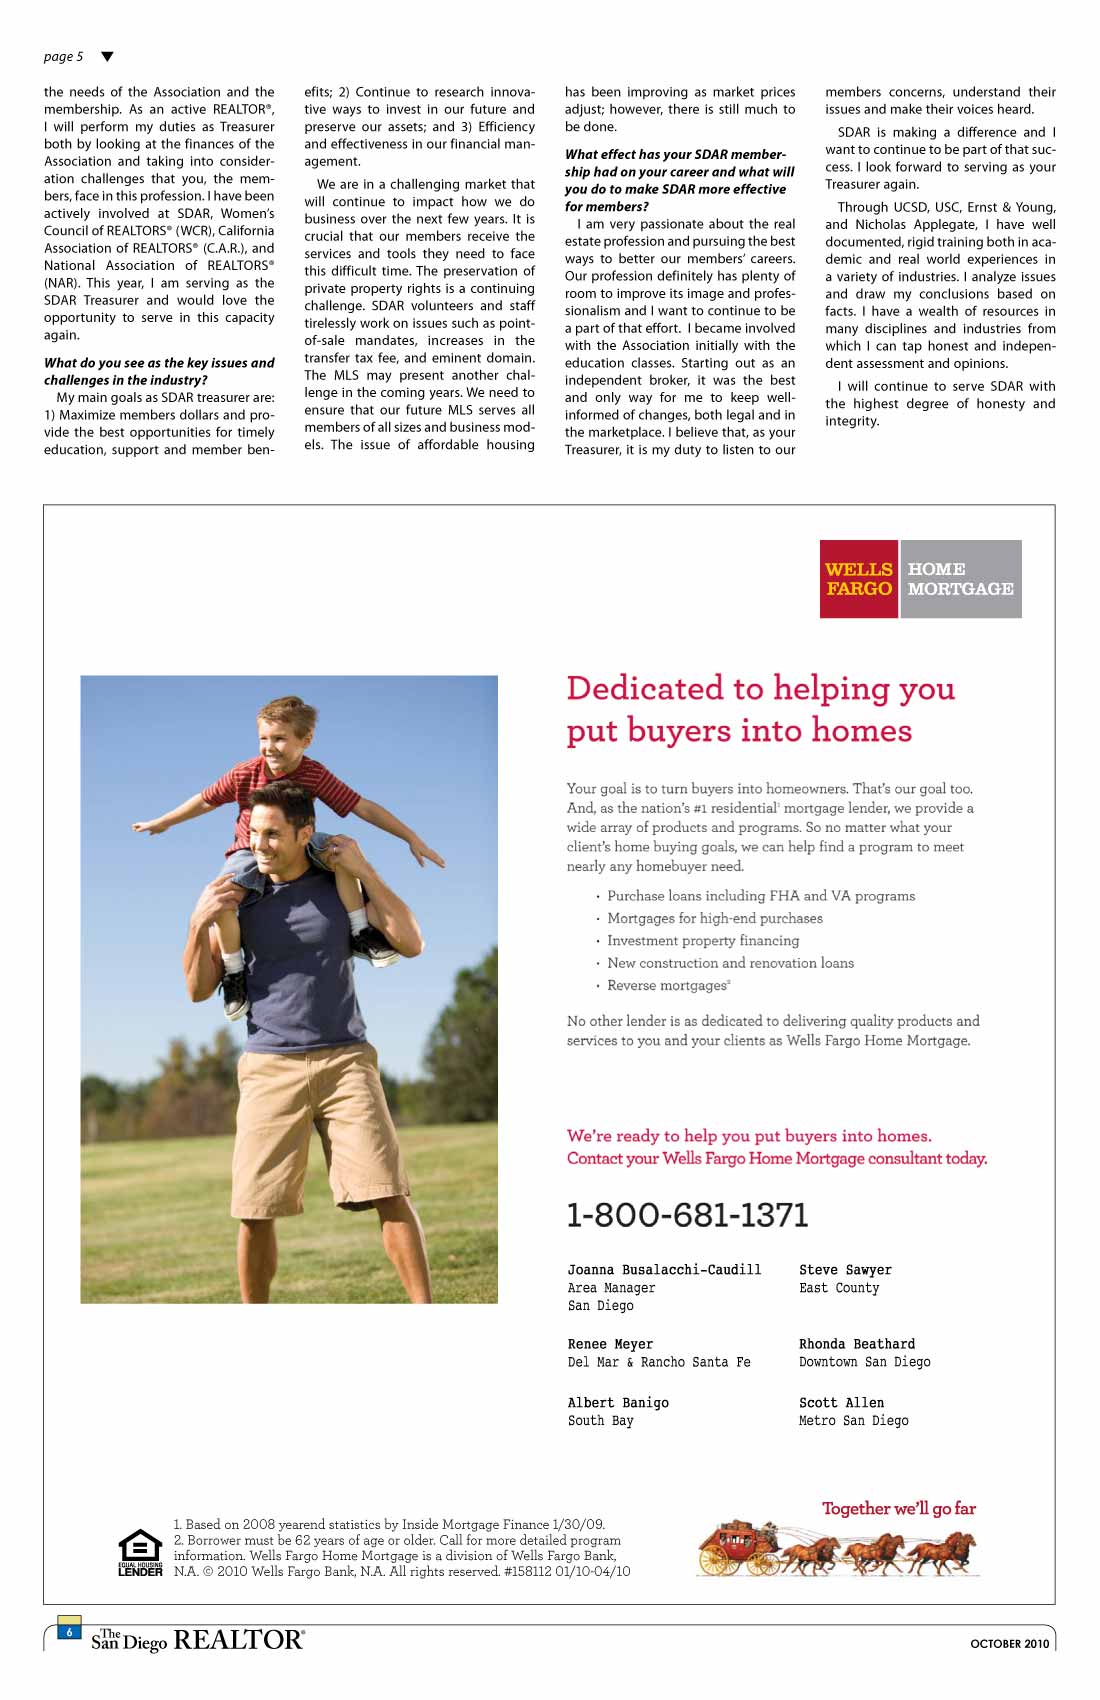 page 5 ▼
the needs of the Association and the
membership. As an active REALTOR®,
I will perform my duties as Treasurer
both by looking at the finances of the
Association and taking into consider-
ation challenges that you, the mem-
bers, face in this profession. I have been
actively involved at SDAR, Women's
Council of REALTORS® (WCR), California
Association of REALTORS® (C.A.R.), and
National Association of REALTORS®
(NAR). This year, I am serving as the
SDAR Treasurer and would love the
opportunity to serve in this capacity
again.
What do you see as the key issues and
challenges in the industry?
My main goals as SDAR treasurer are:
1) Maximize members dollars and pro-
vide the best opportunities for timely
education, support and member ben-
efits; 2) Continue to research innova-
tive ways to invest in our future and
preserve our assets; and 3) Efficiency
and effectiveness in our financial man-
agement.
We are in a challenging market that
will continue to impact how we do
business over the next few years. It is
crucial that our members receive the
services and tools they need to face
this difficult time. The preservation of
private property rights is a continuing
challenge. SDAR volunteers and staff
tirelessly work on issues such as point-
of-sale mandates, increases in the
transfer tax fee, and eminent domain.
The MLS may present another chal-
lenge in the coming years. We need to
ensure that our future MLS serves all
members of all sizes and business mod-
els. The issue of affordable housing
has been improving as market prices
adjust; however, there is still much to
be done.
What effect has your SDAR member-
ship had on your career and what will
you do to make SDAR more effective
for members?
I am very passionate about the real
estate profession and pursuing the best
ways to better our members' careers.
Our profession definitely has plenty of
room to improve its image and profes-
sionalism and I want to continue to be
a part of that effort. I became involved
with the Association initially with the
education classes. Starting out as an
independent broker, it was the best
and only way for me to keep well-
informed of changes, both legal and in
the marketplace. I believe that, as your
Treasurer, it is my duty to listen to our
members concerns, understand their
issues and make their voices heard.
SDAR is making a difference and I
want to continue to be part of that suc-
cess. I look forward to serving as your
Treasurer again.
Through UCSD, USC, Ernst & Young,
and Nicholas Applegate, I have well
documented, rigid training both in aca-
demic and real world experiences in
a variety of industries. I analyze issues
and draw my conclusions based on
facts. I have a wealth of resources in
many disciplines and industries from
which I can tap honest and indepen-
dent assessment and opinions.
I will continue to serve SDAR with
the highest degree of honesty and
integrity.
WELLS
FARGO
HOME
MORTGAGE
Dedicated to helping you
put buyers into homes
Your goal is to turn buyers into homeowners. That's our goal too.
And, as the nation's #1 residential¹ mortgage lender, we provide a
wide array of products and programs. So no matter what your
client's home buying goals, we can help find a program to meet
nearly any homebuyer need.
• Purchase loans including FHA and VA programs
• Mortgages for high-end purchases
• Investment property financing
• New construction and renovation loans
• Reverse mortgages²
No other lender is as dedicated to delivering quality products and
services to you and your clients as Wells Fargo Home Mortgage.
We're ready to help you put buyers into homes.
Contact your Wells Fargo Home Mortgage consultant today.
1-800-681-1371
Joanna Busalacchi-Caudill
Area Manager
San Diego
Steve Sawyer
East County
Renee Meyer
Del Mar & Rancho Santa Fe
Rhonda Beathard
Downtown San Diego
Albert Banigo
South Bay
Scott Allen
Metro San Diego
Together we'll go far
EQUAL HOUSING
LENDER
1. Based on 2008 yearend statistics by Inside Mortgage Finance 1/30/09.
2. Borrower must be 62 years of age or older. Call for more detailed program
information. Wells Fargo Home Mortgage is a division of Wells Fargo Bank,
N.A. © 2010 Wells Fargo Bank, N.A. All rights reserved. #158112 01/10-04/10
6
The San Diego REALTOR®
OCTOBER 2010